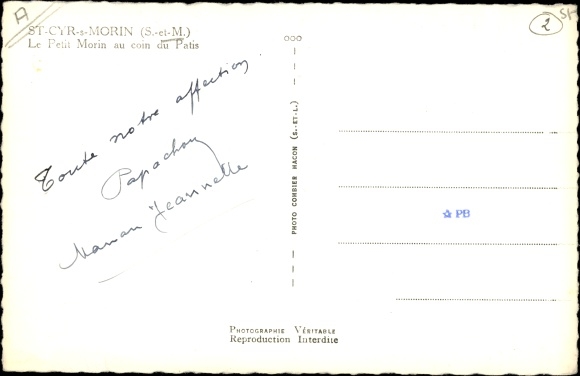 A
2
ST-CYR-s-MORIN (S.-et-M.)
Le Petit Morin au coin du Patis
Toute notre affection
Papachou
Maman Jeannette
PHOTO COMBIER MACON (S.-ET-L.)
PB
Photographie Véritable
Reproduction Interdite